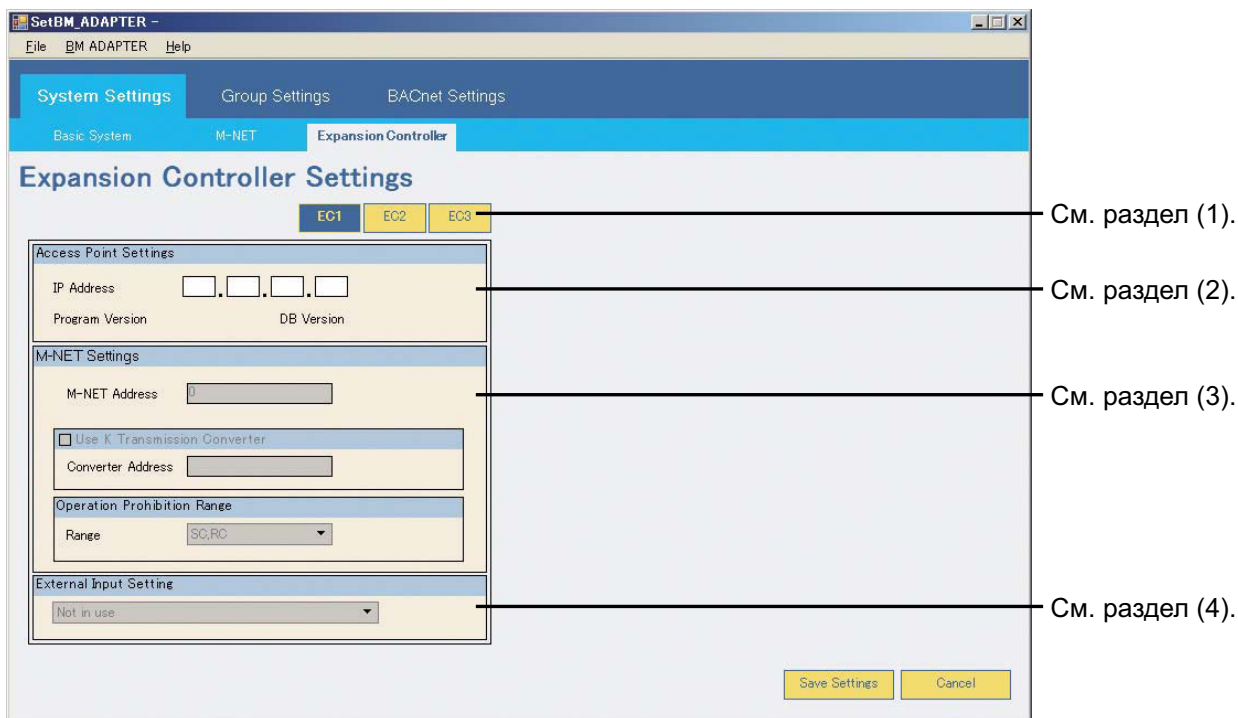 SetBM_ADAPTER -
File BM ADAPTER Help
System Settings Group Settings BACnet Settings
Basic System M-NET Expansion Controller
Expansion Controller Settings
EC1 EC2 EC3
См. раздел (1).
Access Point Settings
IP Address . . .
См. раздел (2).
Program Version DB Version
M-NET Settings
M-NET Address 0
См. раздел (3).
Use K Transmission Converter
Converter Address
Operation Prohibition Range
Range SC,RC
External Input Setting
Not in use
См. раздел (4).
Save Settings Cancel